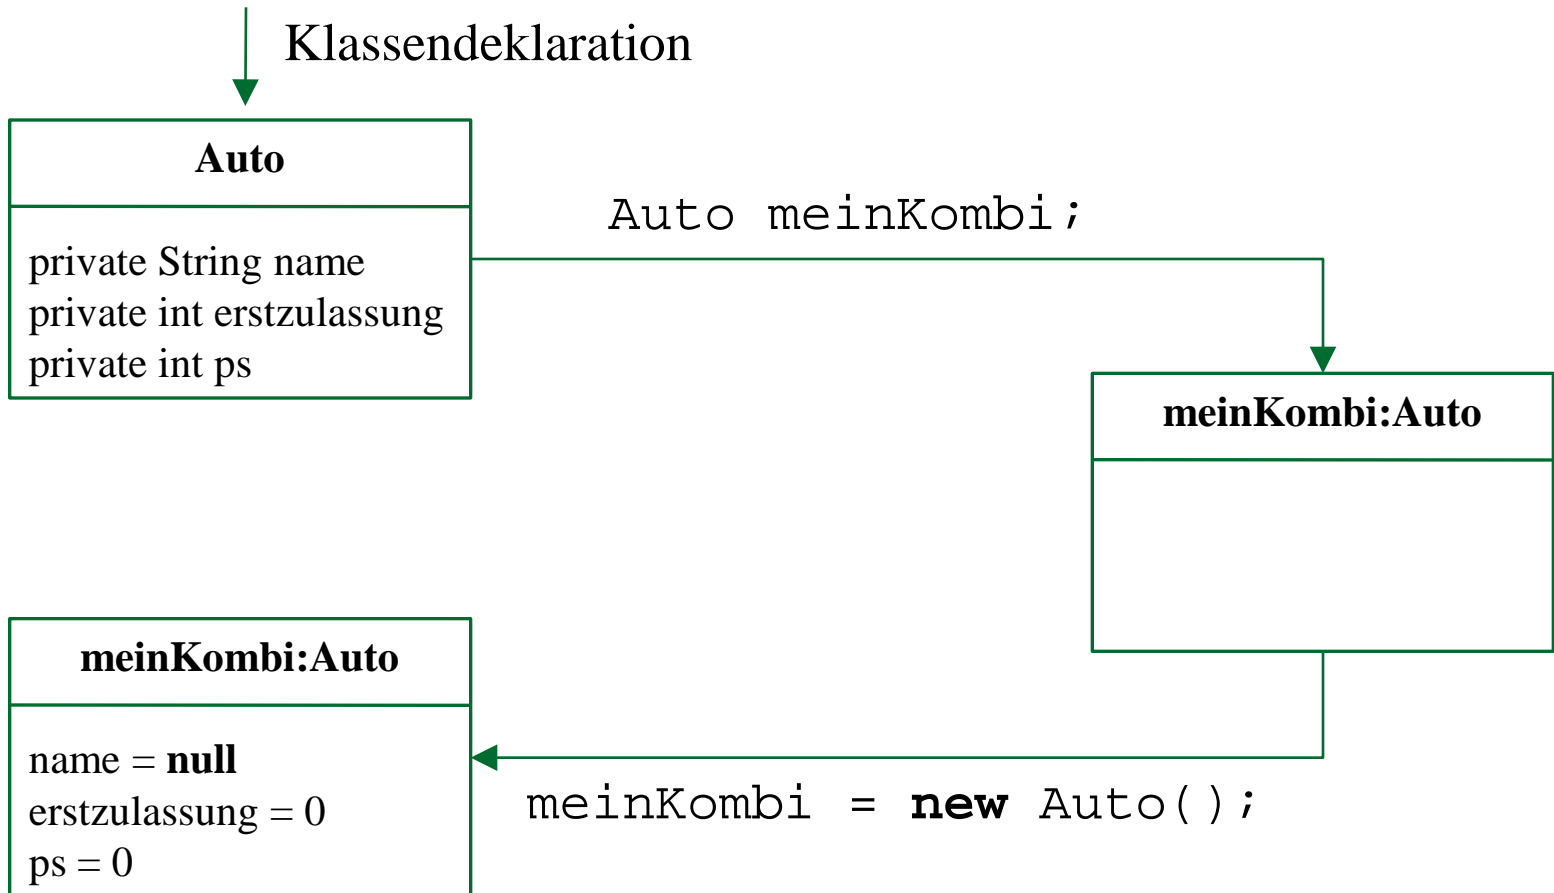 Klassendeklaration
Auto
private String name
private int erstzulassung
private int ps
Auto meinKombi;
meinKombi:Auto
meinKombi:Auto
name = null
erstzulassung = 0
ps = 0
meinKombi = new Auto();